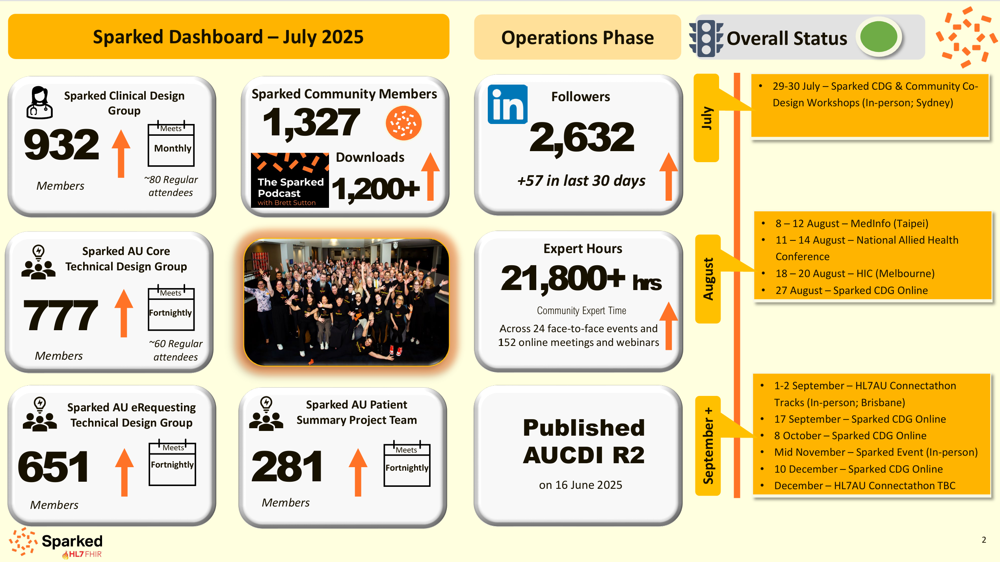 Sparked Dashboard – July 2025
Operations Phase
Overall Status
Sparked Clinical Design
Group
932
Members
Meets
Monthly
~80 Regular
attendees
Sparked Community Members
1,327
Downloads
1,200+
The Sparked
Podcast
with Brett Sutton
in
Followers
2,632
+57 in last 30 days
Sparked AU Core
Technical Design Group
777
Members
Meets
Fortnightly
~60 Regular
attendees
Expert Hours
21,800+ hrs
Community Expert Time
Across 24 face-to-face events and
152 online meetings and webinars
Sparked AU eRequesting
Technical Design Group
651
Members
Meets
Fortnightly
Sparked AU Patient
Summary Project Team
281
Members
Meets
Fortnightly
Published
AUCDI R2
on 16 June 2025
July
• 29-30 July – Sparked CDG & Community Co-
Design Workshops (In-person; Sydney)
August
• 8 – 12 August – MedInfo (Taipei)
• 11 – 14 August – National Allied Health
Conference
• 18 – 20 August – HIC (Melbourne)
• 27 August – Sparked CDG Online
September +
• 1-2 September – HL7AU Connectathon
Tracks (In-person; Brisbane)
• 17 September – Sparked CDG Online
• 8 October – Sparked CDG Online
• Mid November – Sparked Event (In-person)
• 10 December – Sparked CDG Online
• December – HL7AU Connectathon TBC
Sparked
HL7 FHIR
2